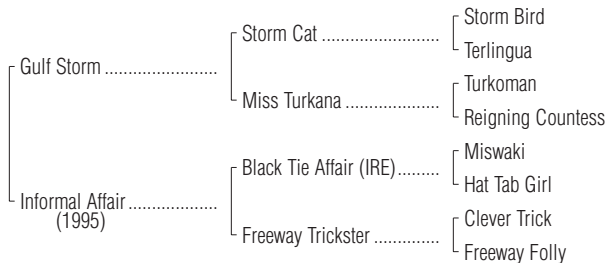 Storm Bird
Storm Cat ........................
Terlingua
Gulf Storm .......................
Turkoman
Miss Turkana ...................
Reigning Countess
Miswaki
Black Tie Affair (IRE) .........
Hat Tab Girl
Informal Affair ..................
(1995)
Clever Trick
Freeway Trickster .............
Freeway Folly